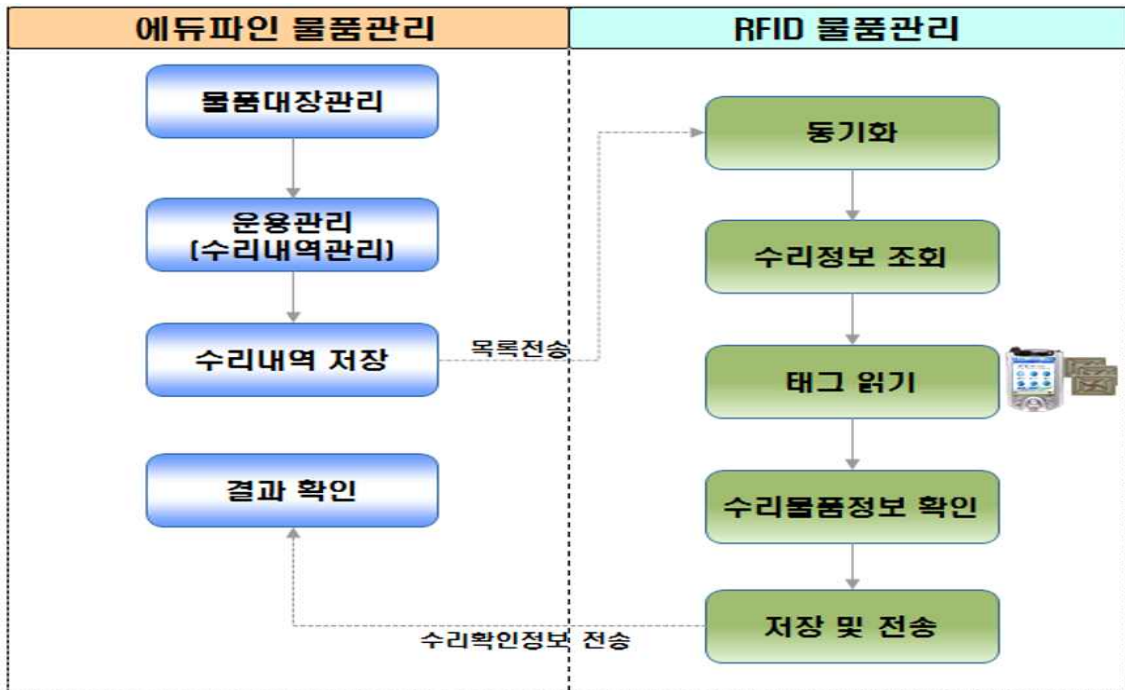 에듀파인 물품관리
RFID 물품관리
물품대장관리
운용관리
(수리내역관리)
수리내역 저장
목록전송
결과 확인
동기화
수리정보 조회
태그 읽기
수리물품정보 확인
저장 및 전송
수리확인정보 전송